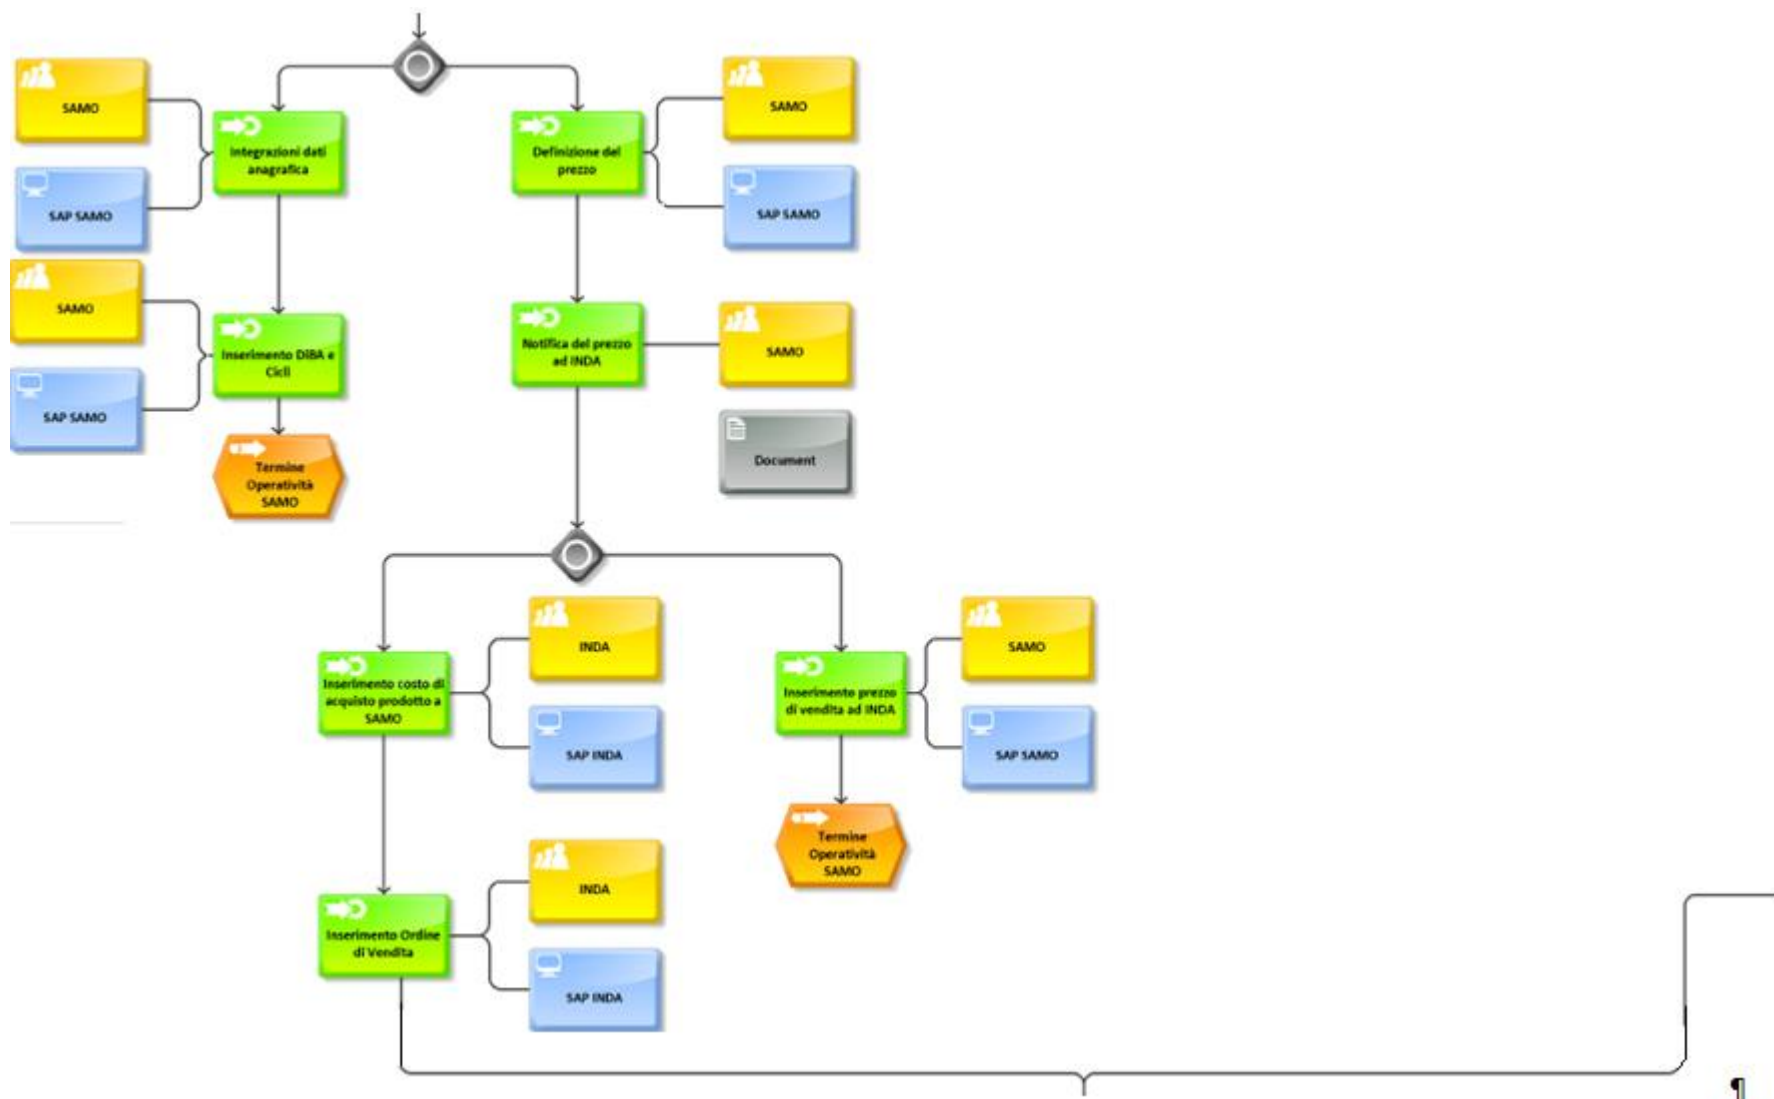 SAMO
SAMO
Integrazioni dati
anagrafica
Definizione del
prezzo
SAP SAMO
SAP SAMO
SAMO
Inserimento DIBA e
Cicli
Notifica del prezzo
ad INDA
SAMO
SAP SAMO
Termine
Operatività
SAMO
Document
INDA
SAMO
Inserimento costo di
acquisto prodotto a
SAMO
Inserimento prezzo
di vendita ad INDA
SAP INDA
SAP SAMO
Termine
Operatività
SAMO
INDA
Inserimento Ordine
di Vendita
SAP INDA
¶